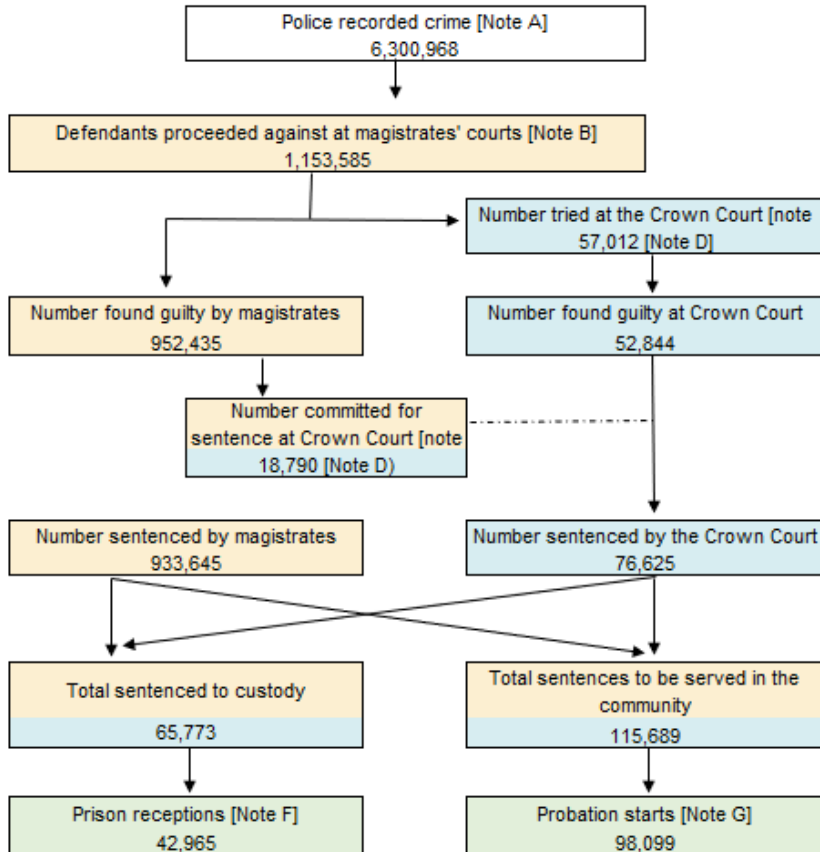 Police recorded crime [Note A]
6,300,968
Defendants proceeded against at magistrates' courts [Note B]
1,153,585
Number tried at the Crown Court [note
57,012 [Note D]
Number found guilty by magistrates
952,435
Number found guilty at Crown Court
52,844
Number committed for
sentence at Crown Court [note
18,790 [Note D)
Number sentenced by magistrates
933,645
Number sentenced by the Crown Court
76,625
Total sentenced to custody
65,773
Total sentences to be served in the
community
115,689
Prison receptions [Note F]
42,965
Probation starts [Note G]
98,099